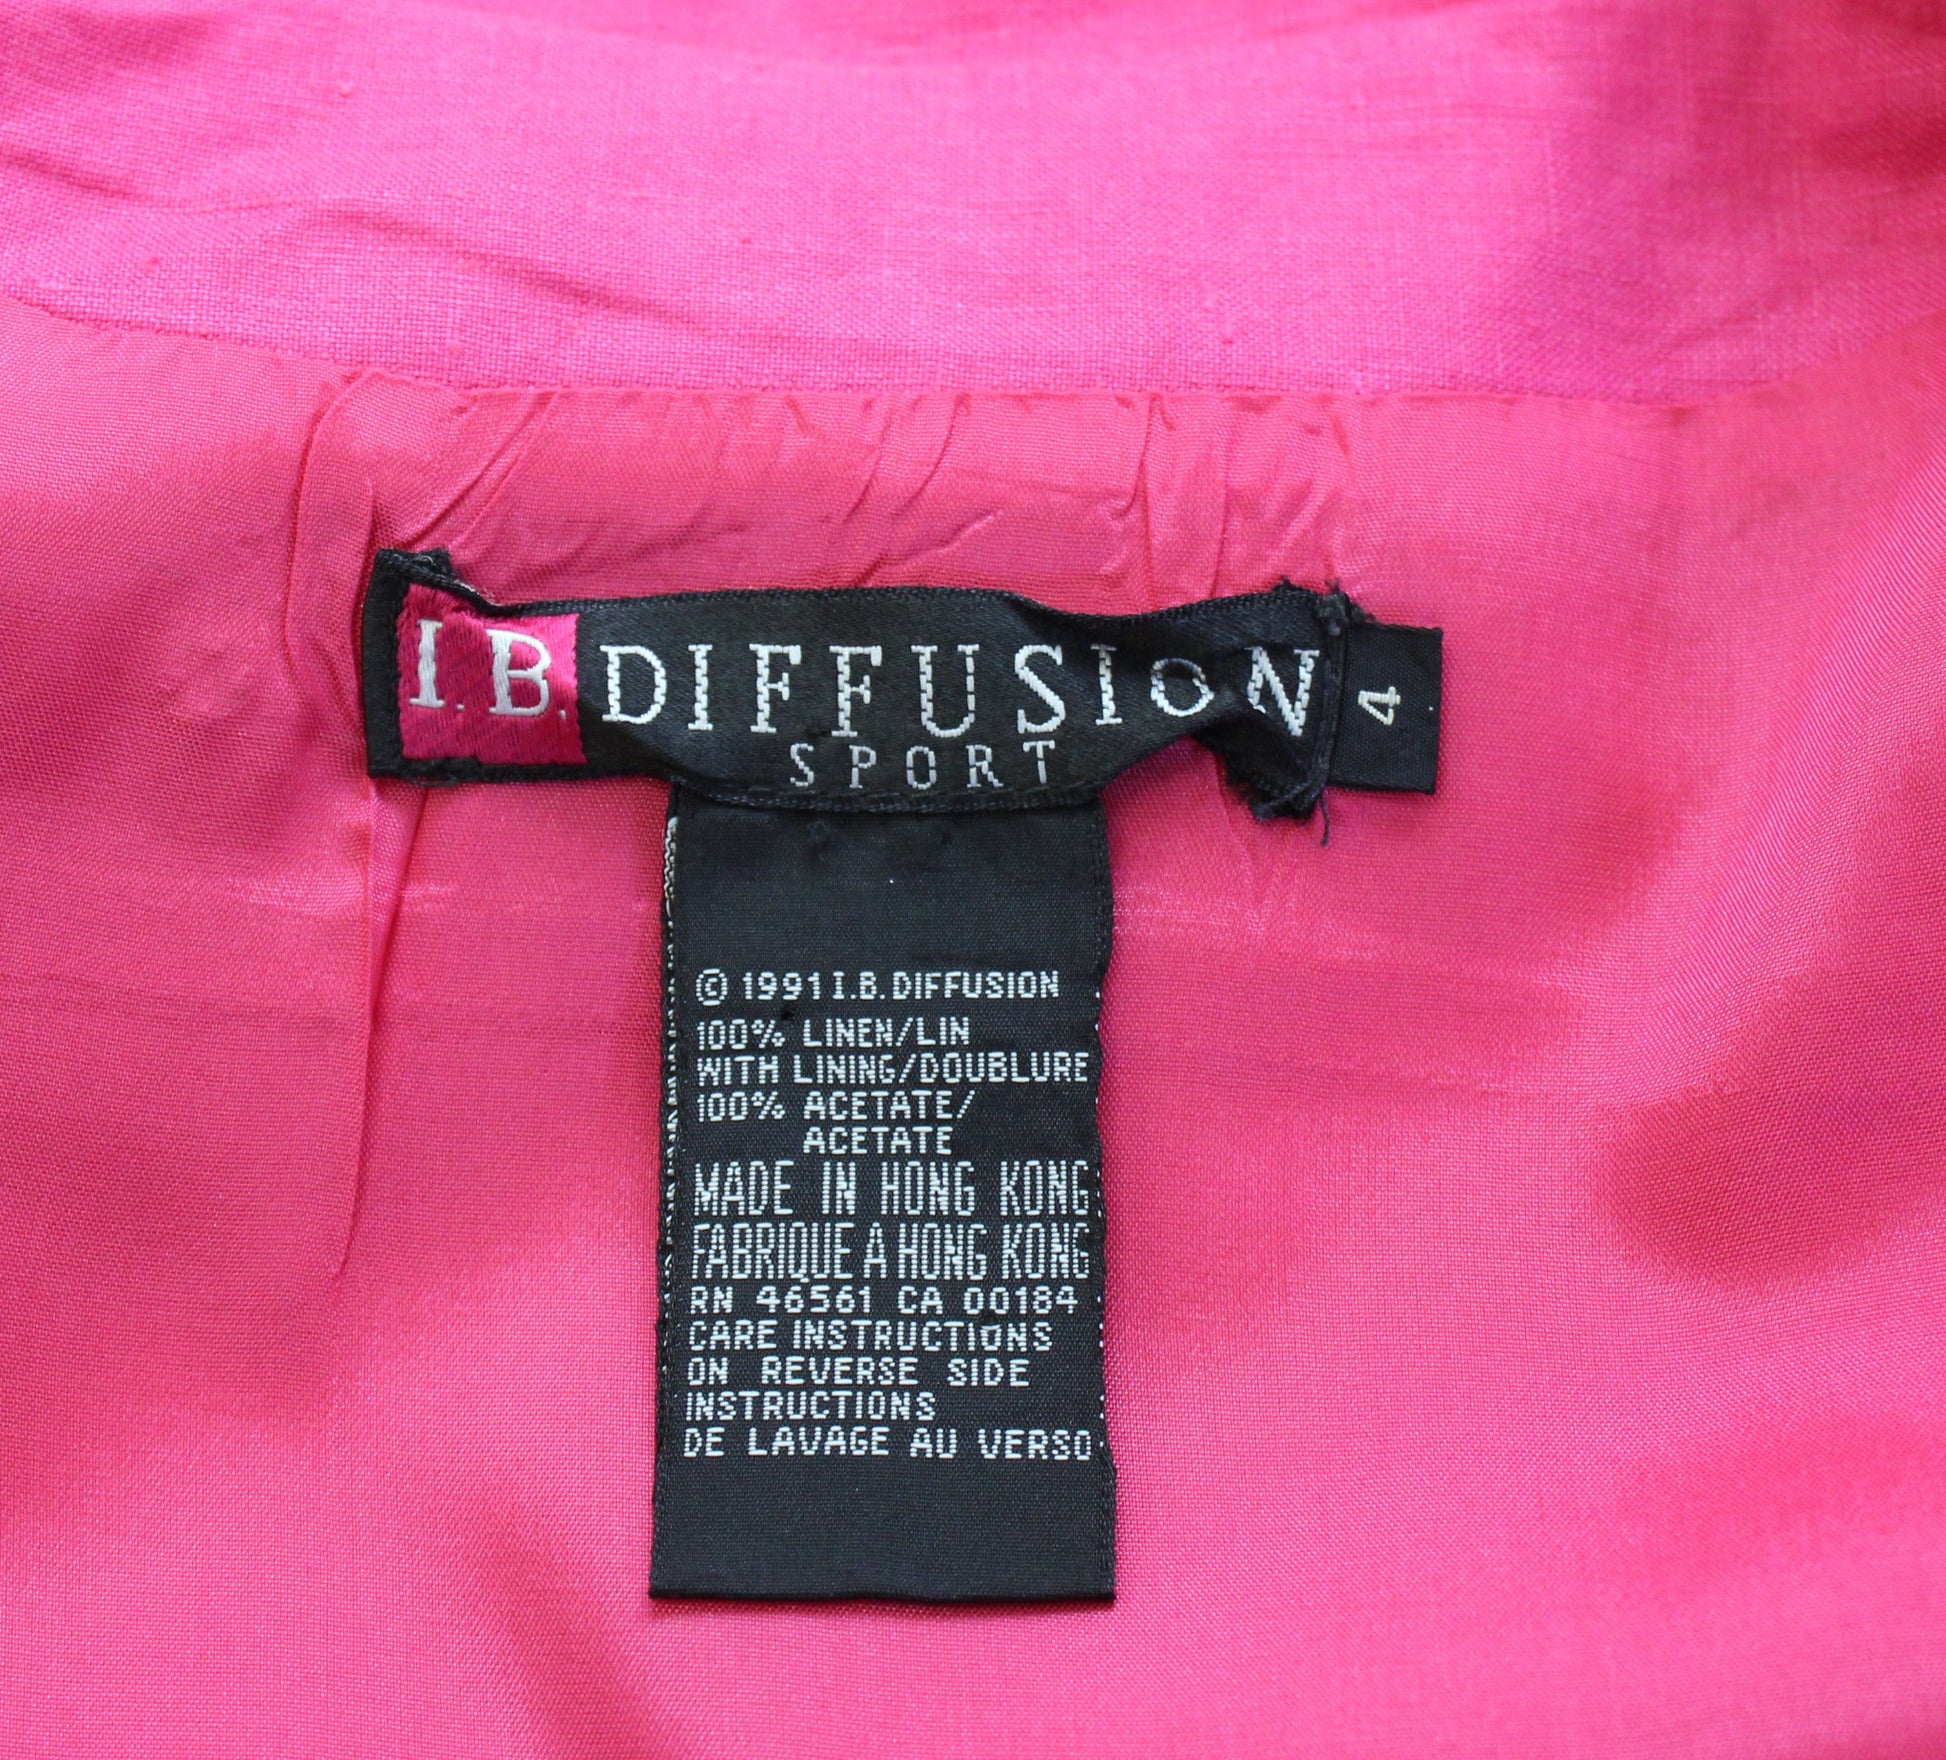 I.B. DIFFUSION
SPORT
4
© 1991 I.B. DIFFUSION
100% LINEN/LIN
WITH LINING/DOUBLURE
100% ACETATE/
ACETATE
MADE IN HONG KONG
FABRIQUE A HONG KONG
RN 46561 CA 00184
CARE INSTRUCTIONS
ON REVERSE SIDE
INSTRUCTIONS
DE LAVAGE AU VERSO